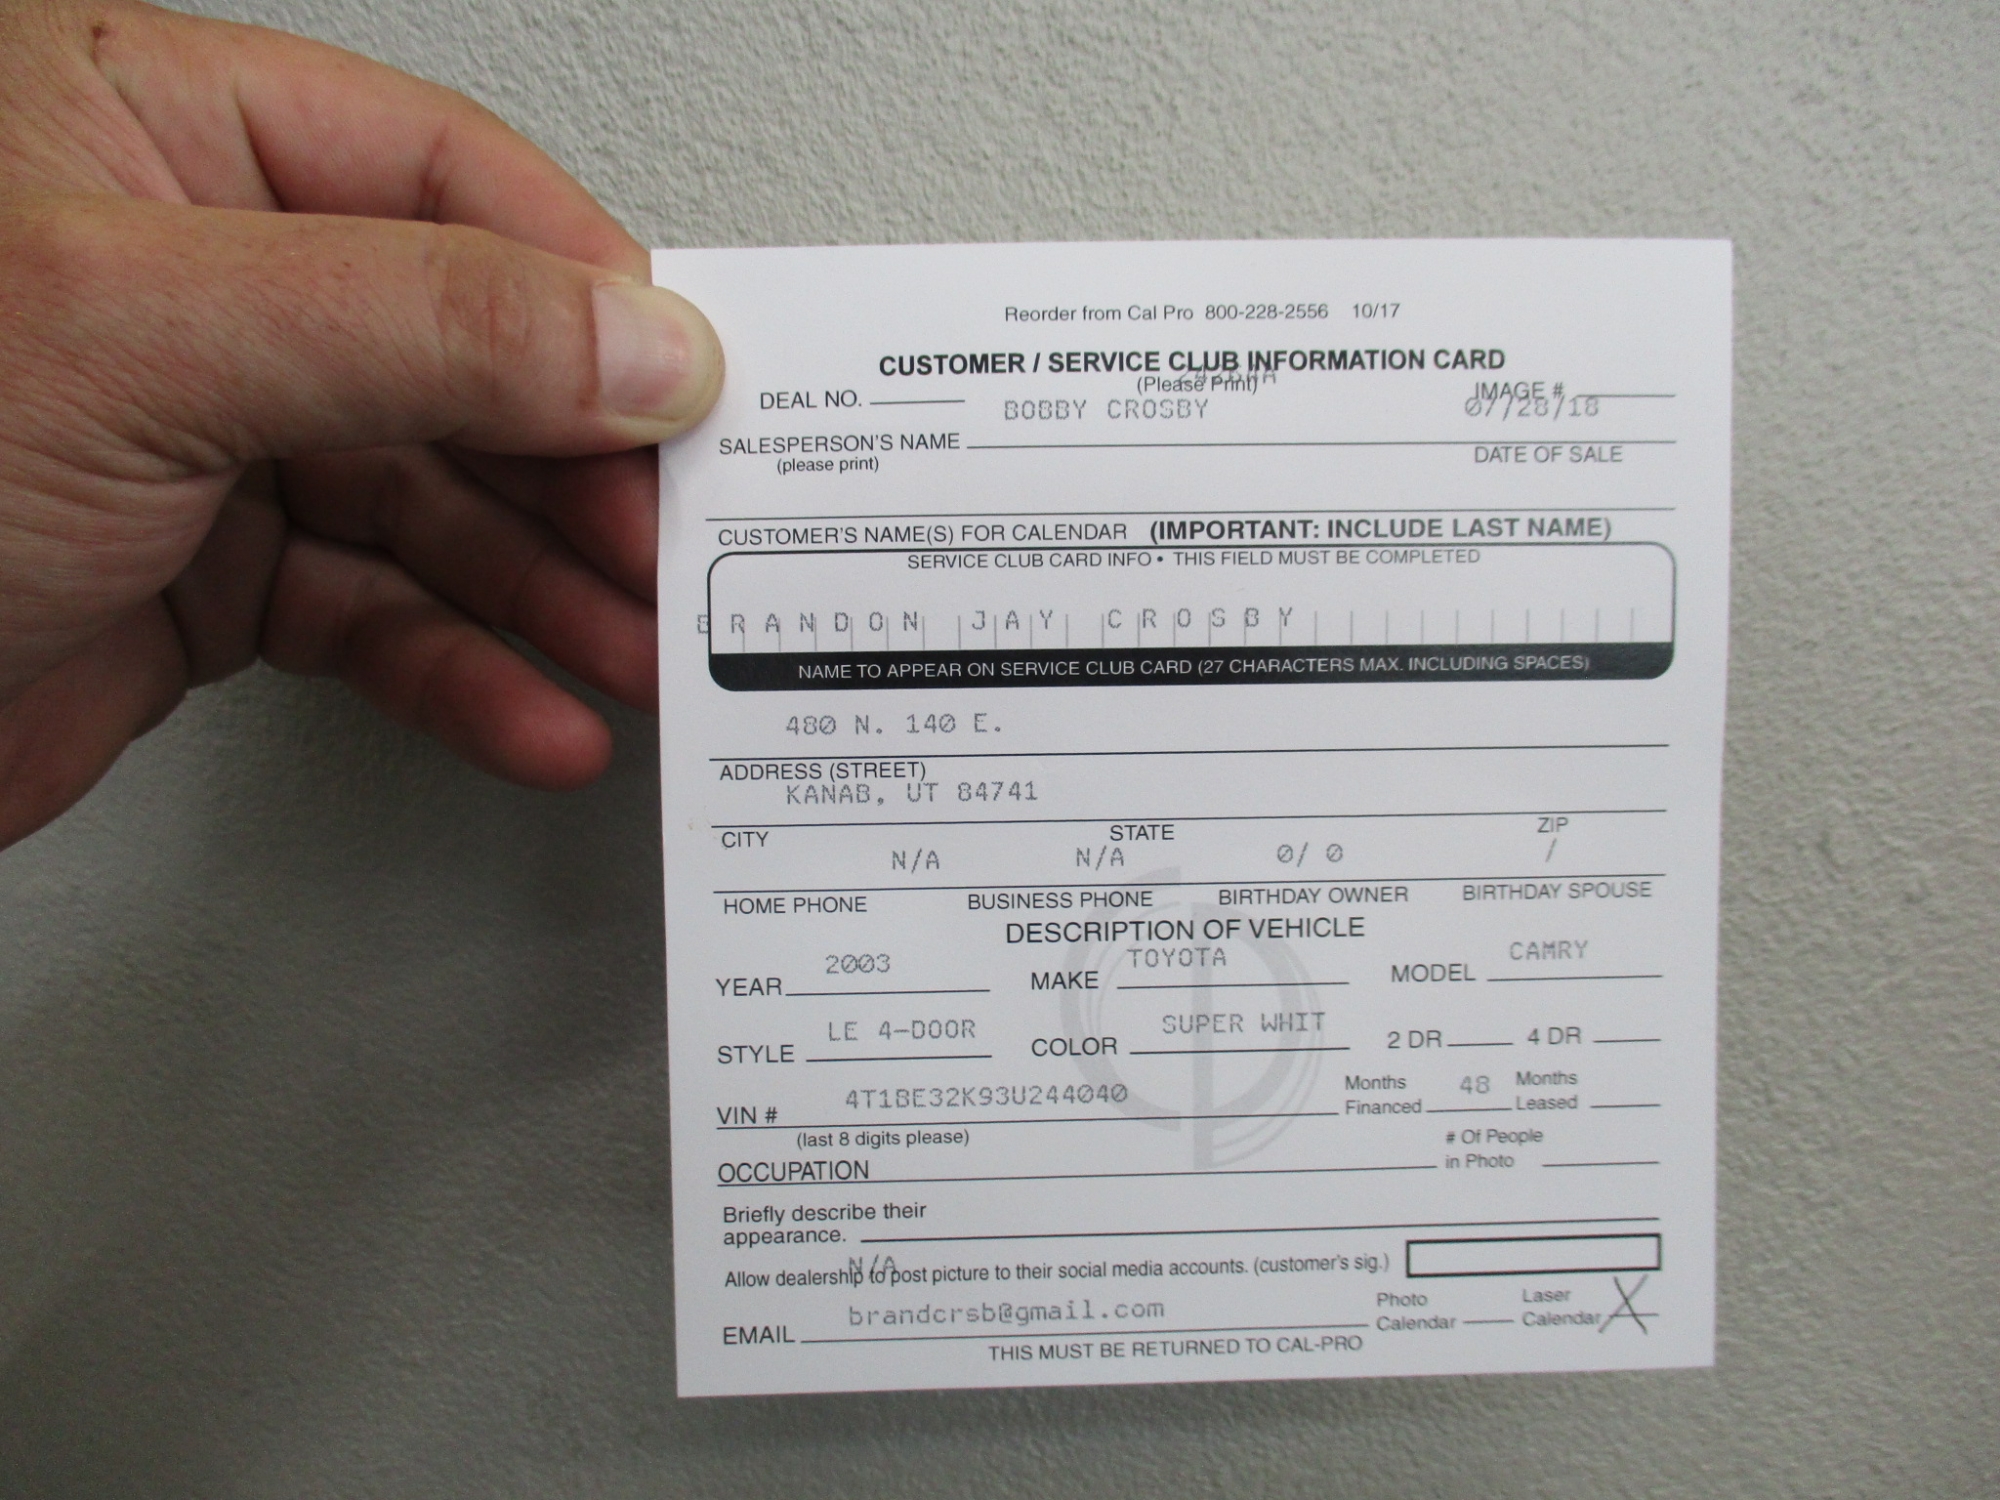 Reorder from Cal Pro 800-228-2556 10/17
CUSTOMER / SERVICE CLUB INFORMATION CARD
(Please Print)
DEAL NO. IMAGE #
BOBBY CROSBY 07/28/18
SALESPERSON'S NAME DATE OF SALE
(please print)
CUSTOMER'S NAME(S) FOR CALENDAR (IMPORTANT: INCLUDE LAST NAME)
SERVICE CLUB CARD INFO • THIS FIELD MUST BE COMPLETED
BRANDON JAY CROSBY
NAME TO APPEAR ON SERVICE CLUB CARD (27 CHARACTERS MAX. INCLUDING SPACES)
480 N. 140 E.
ADDRESS (STREET)
KANAB, UT 84741
CITY STATE ZIP
N/A N/A 0/ 0 /
HOME PHONE BUSINESS PHONE BIRTHDAY OWNER BIRTHDAY SPOUSE
DESCRIPTION OF VEHICLE
YEAR 2003 MAKE TOYOTA MODEL CAMRY
STYLE LE 4-DOOR COLOR SUPER WHIT 2 DR 4 DR
VIN # 4T1BE32K93U244040 Months Financed 48 Months Leased
(last 8 digits please)
OCCUPATION # Of People in Photo
Briefly describe their
appearance.
N/A
Allow dealership to post picture to their social media accounts. (customer's sig.)
EMAIL brandcrsb@gmail.com Photo Calendar Laser Calendar X
THIS MUST BE RETURNED TO CAL-PRO